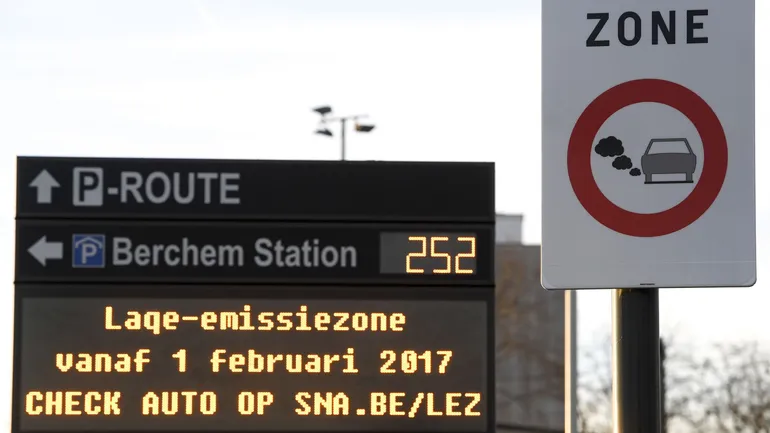 ZONE
P-ROUTE
P Berchem Station 252
Laqe-emissiezone
vanaf 1 februari 2017
CHECK AUTO OP SNA.BE/LEZ